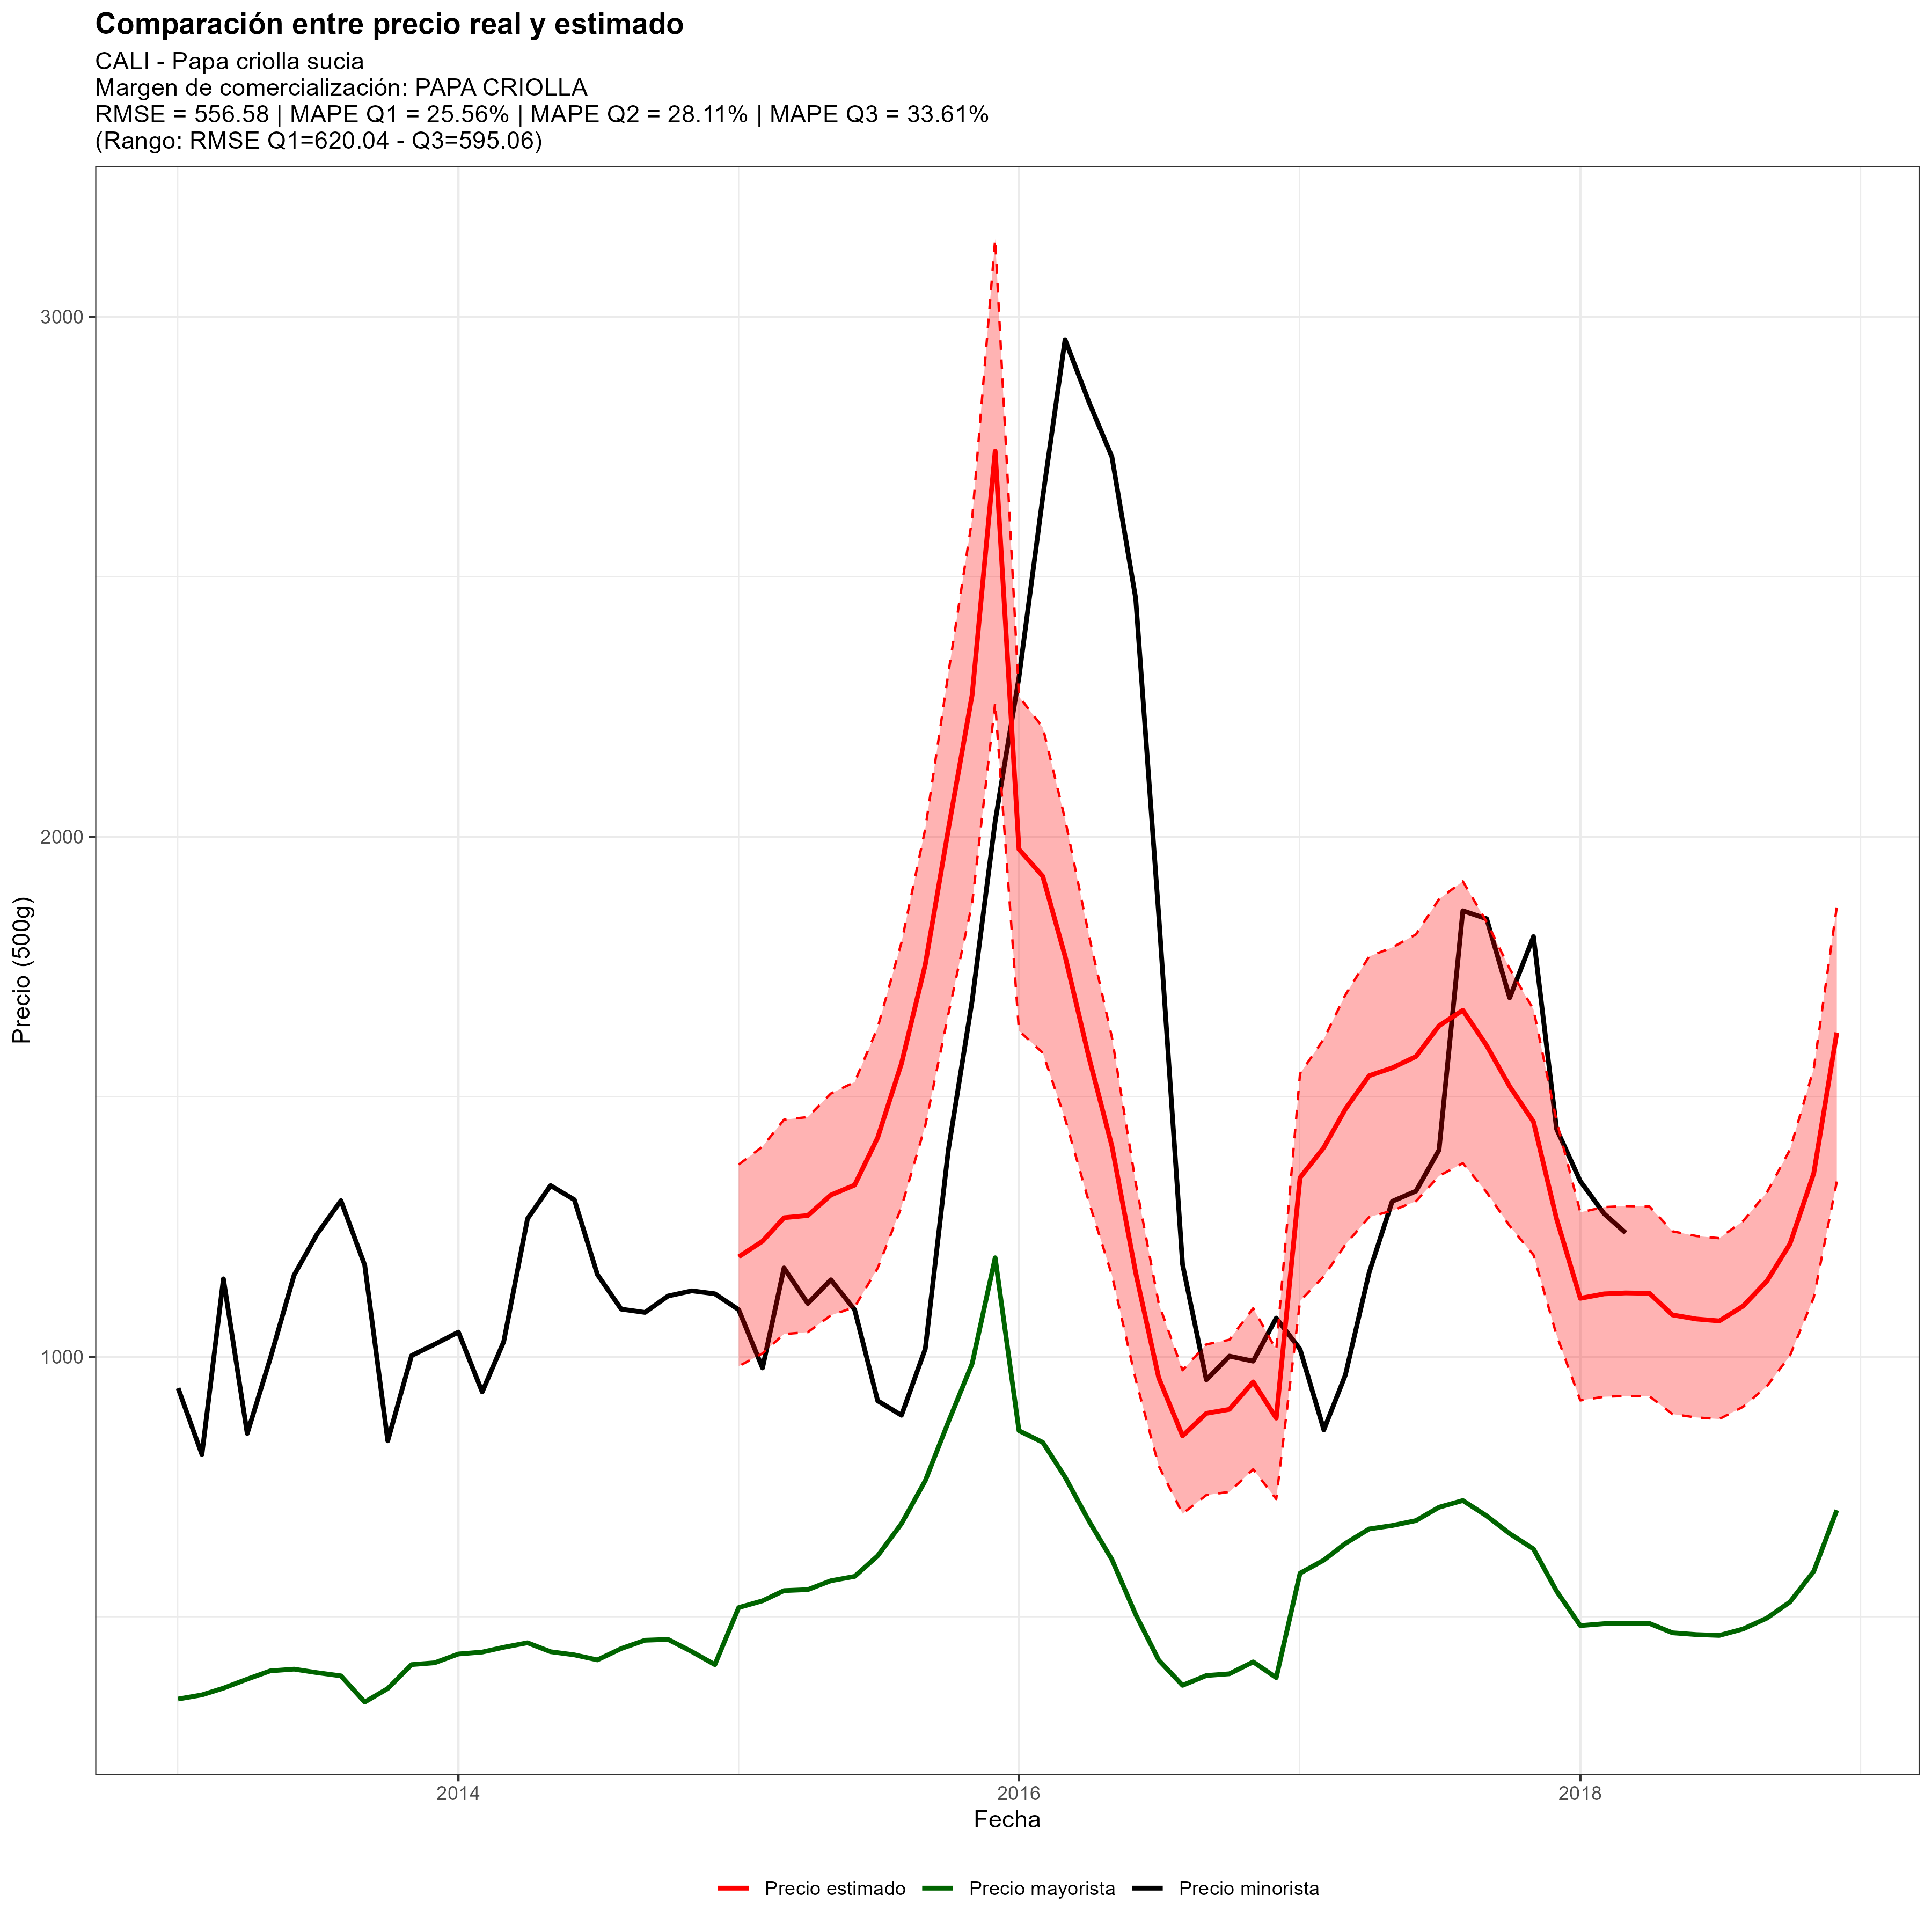 Comparación entre precio real y estimado
CALI - Papa criolla sucia
Margen de comercialización: PAPA CRIOLLA
RMSE = 556.58 | MAPE Q1 = 25.56% | MAPE Q2 = 28.11% | MAPE Q3 = 33.61%
(Rango: RMSE Q1=620.04 - Q3=595.06)
Precio (500g)
3000
2000
1000
2014
2016
2018
Fecha
Precio estimado
Precio mayorista
Precio minorista